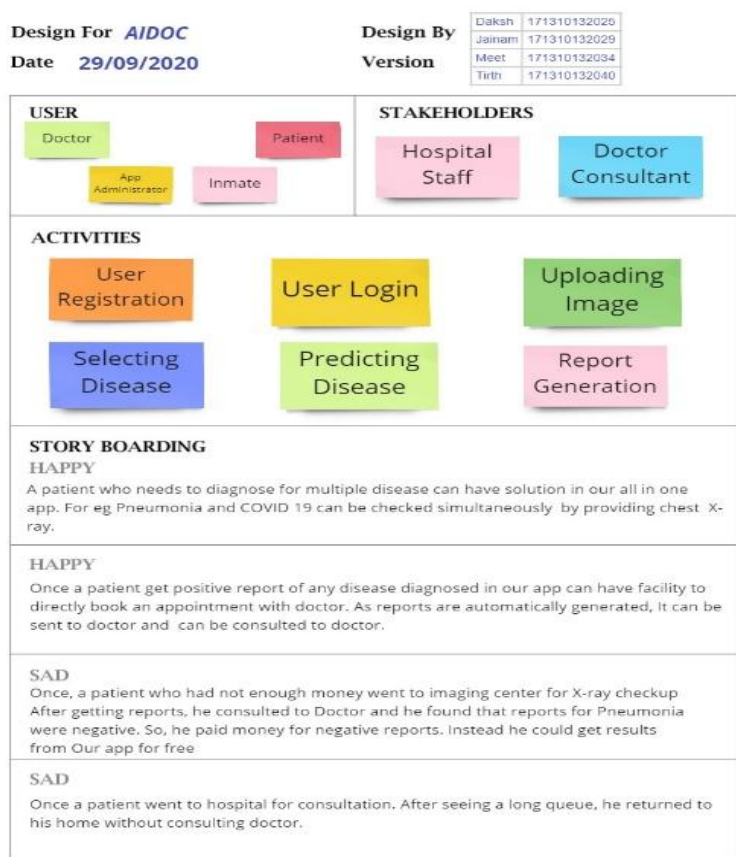 Design For AIDOC
Date 29/09/2020
Design By
Version
Daksh 171310132025
Jainam 171310132029
Meet 171310132034
Tirth 171310132040
USER
Doctor
Patient
App
Administrator
Inmate
STAKEHOLDERS
Hospital
Staff
Doctor
Consultant
ACTIVITIES
User
Registration
User Login
Uploading
Image
Selecting
Disease
Predicting
Disease
Report
Generation
STORY BOARDING
HAPPY
A patient who needs to diagnose for multiple disease can have solution in our all in one
app. For eg Pneumonia and COVID 19 can be checked simultaneously by providing chest X-
ray.
HAPPY
Once a patient get positive report of any disease diagnosed in our app can have facility to
directly book an appointment with doctor. As reports are automatically generated, It can be
sent to doctor and can be consulted to doctor.
SAD
Once, a patient who had not enough money went to imaging center for X-ray checkup
After getting reports, he consulted to Doctor and he found that reports for Pneumonia
were negative. So, he paid money for negative reports. Instead he could get results
from Our app for free
SAD
Once a patient went to hospital for consultation. After seeing a long queue, he returned to
his home without consulting doctor.